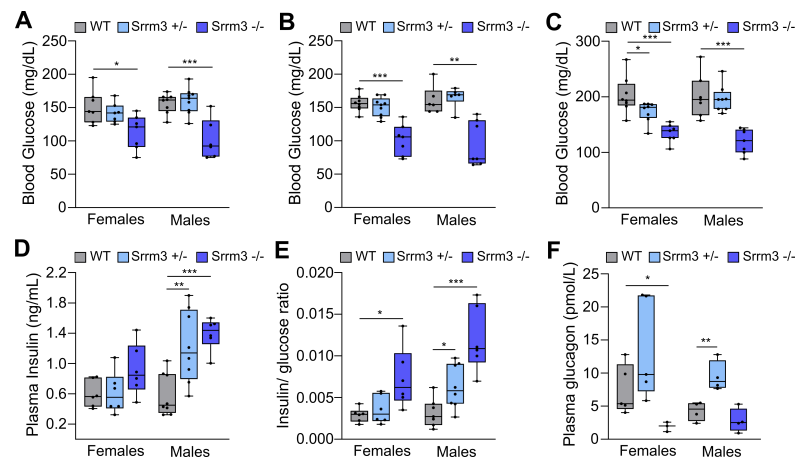 A
WT Srrm3 +/- Srrm3 -/-
Blood Glucose (mg/dL)
250
200
150
100
50
0
*
***
Females Males
B
WT Srrm3 +/- Srrm3 -/-
Blood Glucose (mg/dL)
250
200
150
100
50
0
***
**
Females Males
C
WT Srrm3 +/- Srrm3 -/-
Blood Glucose (mg/dL)
300
200
100
0
***
*
***
Females Males
D
WT Srrm3 +/- Srrm3 -/-
Plasma Insulin (ng/mL)
2.2
1.8
1.4
1.0
0.6
0.2
***
**
Females Males
E
WT Srrm3 +/- Srrm3 -/-
Insulin/ glucose ratio
0.020
0.015
0.010
0.005
0.000
*
***
*
Females Males
F
WT Srrm3 +/- Srrm3 -/-
Plasma glucagon (pmol/L)
25
20
15
10
5
0
*
**
Females Males